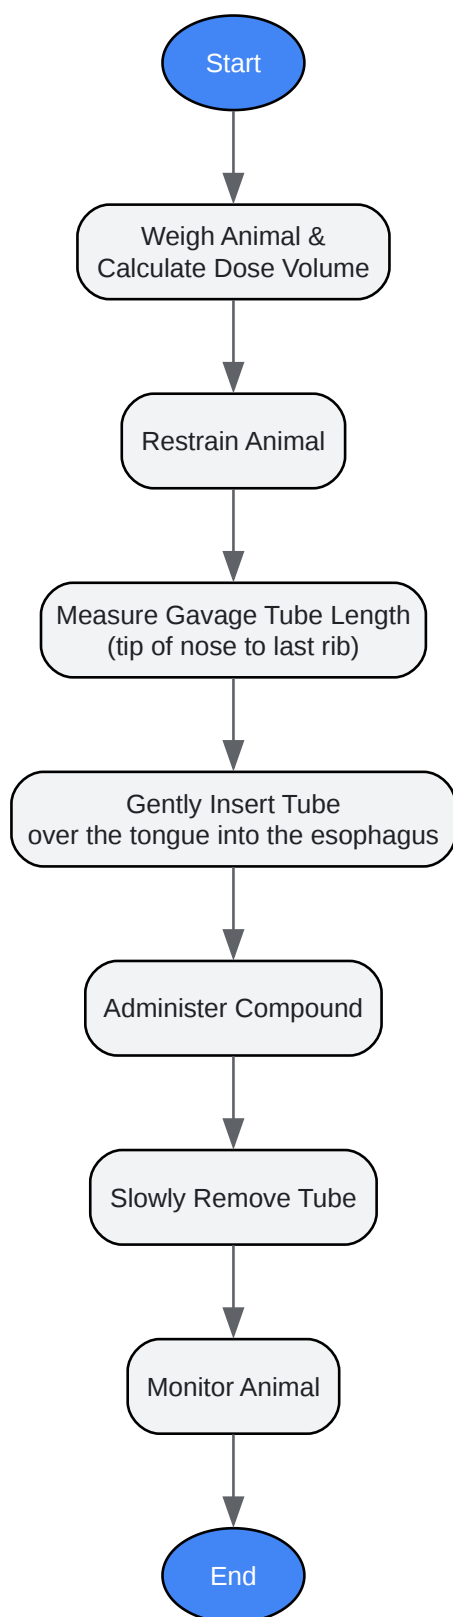 Start
Weigh Animal &
Calculate Dose Volume
Restrain Animal
Measure Gavage Tube Length
(tip of nose to last rib)
Gently Insert Tube
over the tongue into the esophagus
Administer Compound
Slowly Remove Tube
Monitor Animal
End